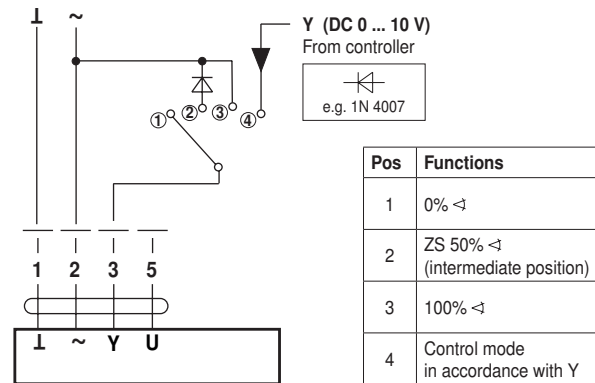 ⊥ ~
Y (DC 0 ... 10 V)
From controller
e.g. 1N 4007
① ② ③ ④
1 2 3 5
⊥ ~ Y U
Pos Functions
1 0% ∢
2 ZS 50% ∢
(intermediate position)
3 100% ∢
4 Control mode
in accordance with Y